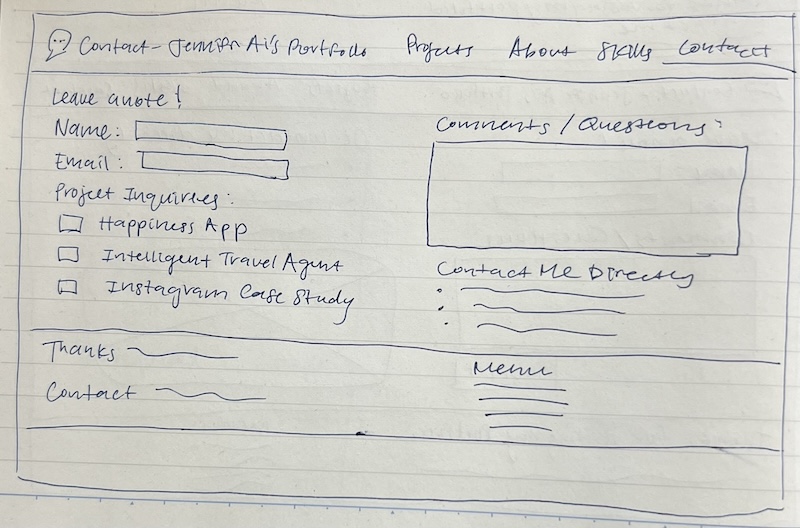 Contact - Jennifer Ai's Portfolio Projects About Skills Contact
Leave a note!
Name:
Email:
Project Inquirees:
Happiness App
Intelligent Travel Agent
Instagram Case Study
Comments / Questions:
Contact Me Directly
Thanks
Contact
Menu